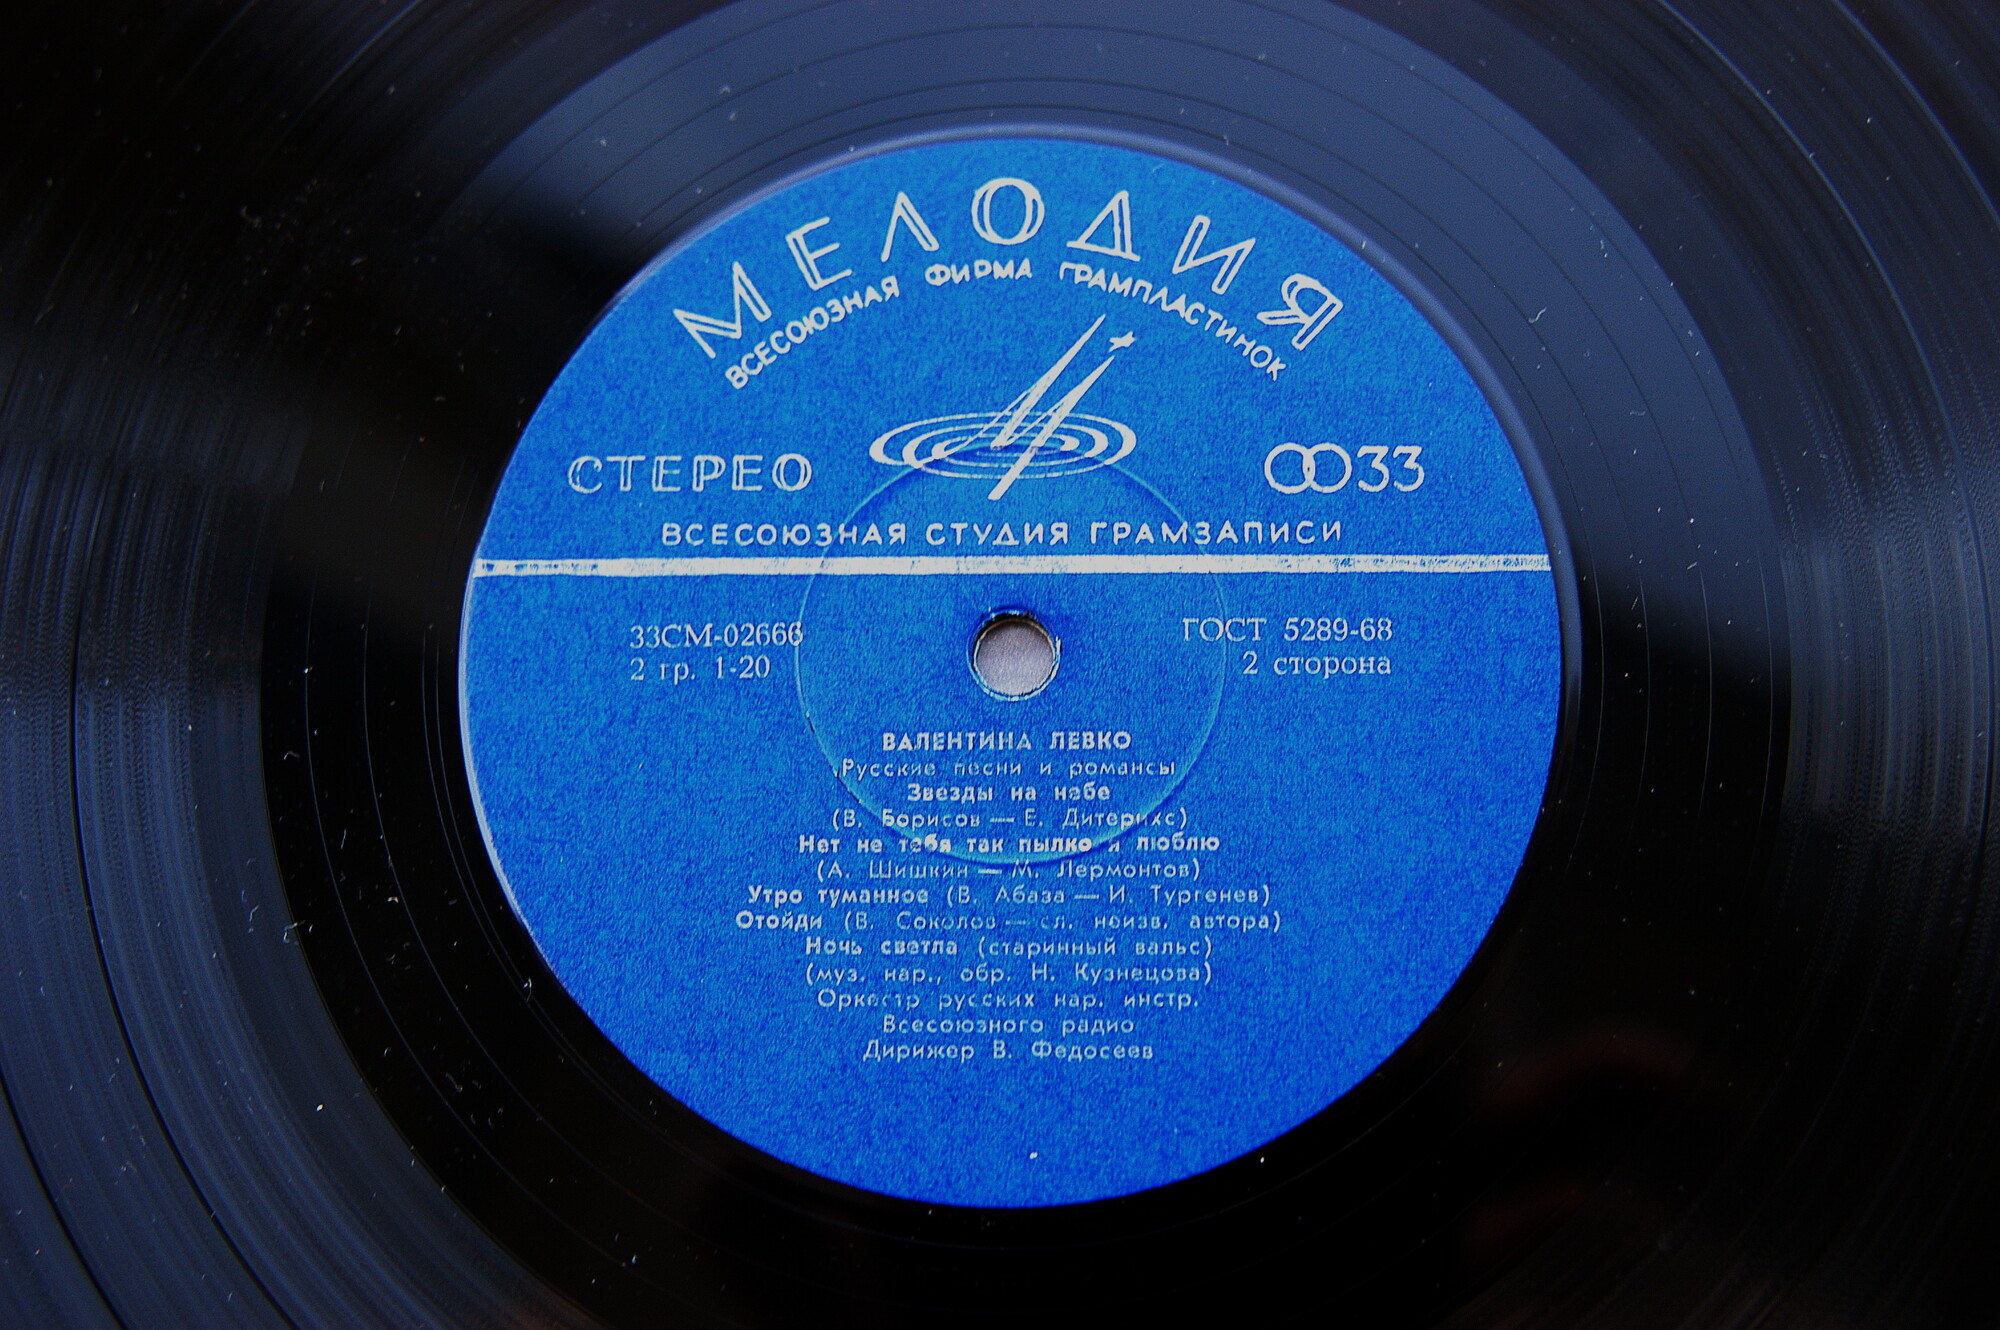 МЕЛОДИЯ
ВСЕСОЮЗНАЯ ФИРМА ГРАМПЛАСТИНОК
СТЕРЕО
33
ВСЕСОЮЗНАЯ СТУДИЯ ГРАМЗАПИСИ
33СМ-02666
ГОСТ 5289-68
2 гр. 1-20
2 сторона
ВАЛЕНТИНА ЛЕВКО
Русские песни и романсы
Звезды на небе
(В. Борисов — Е. Дитерихс)
Нет не тебя так пылко я люблю
(А. Шишкин — М. Лермонтов)
Утро туманное (В. Абаза — И. Тургенев)
Отойди (В. Соколов — сл. неизв. автора)
Ночь светла (старинный вальс)
(муз. нар., обр. Н. Кузнецова)
Оркестр русских нар. инстр.
Всесоюзного радио
Дирижер В. Федосеев